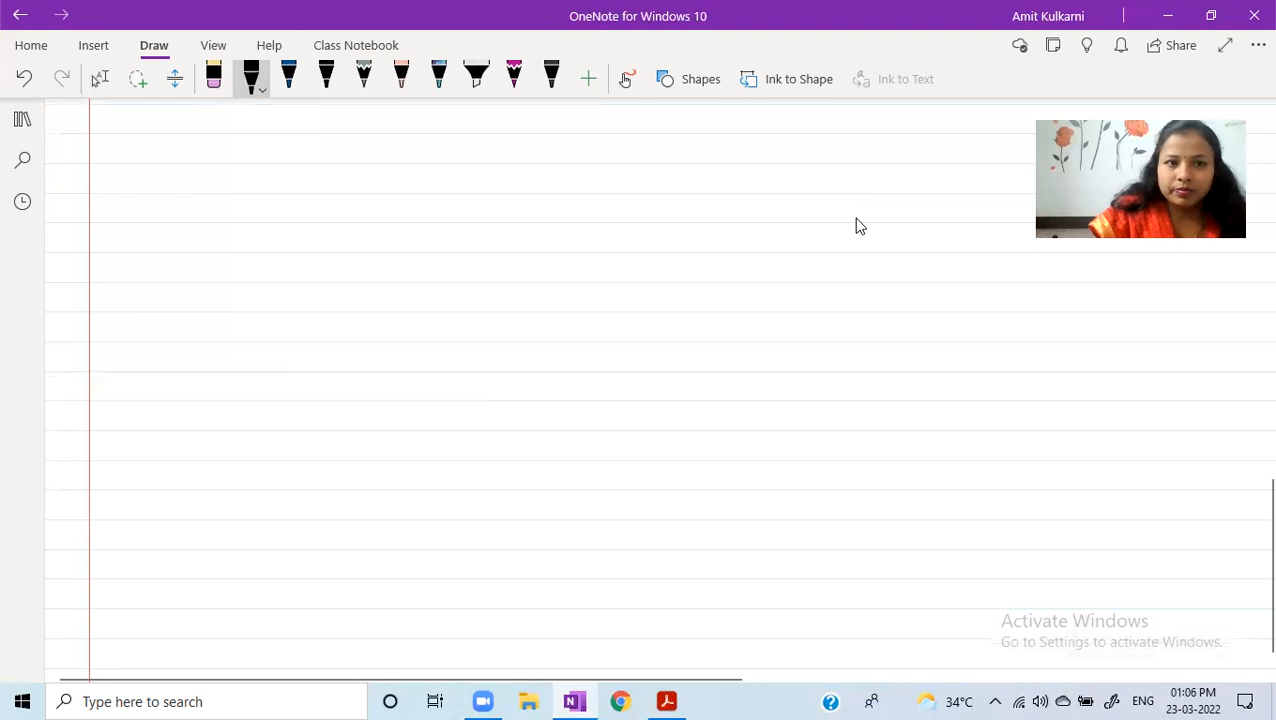 OneNote for Windows 10
Amit Kulkarni
Home Insert Draw View Help Class Notebook
Share
Shapes Ink to Shape Ink to Text
Activate Windows
Go to Settings to activate Windows.
Type here to search
34°C
ENG
01:06 PM
23-03-2022